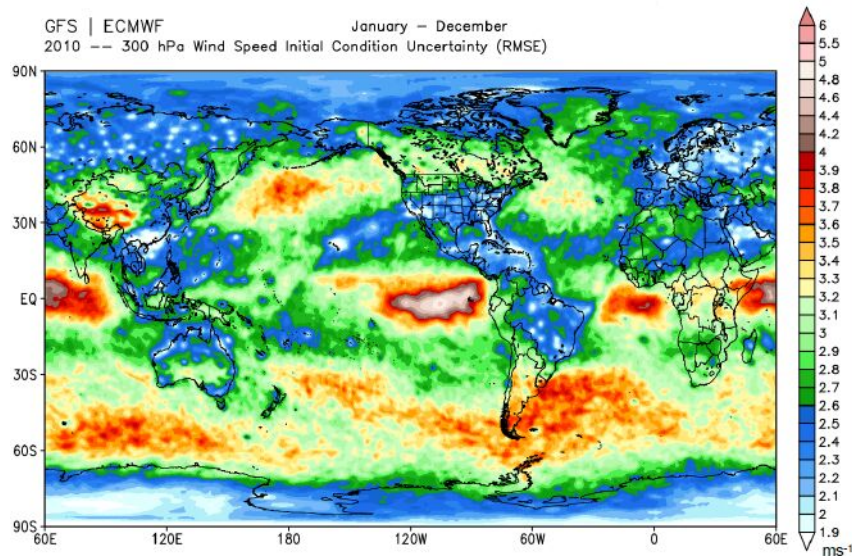 GFS | ECMWF
January – December
2010 –– 300 hPa Wind Speed Initial Condition Uncertainty (RMSE)
90N
60N
30N
EQ
30S
60S
90S
60E
120E
180
120W
60W
0
60E
6
5.5
5
4.8
4.6
4.4
4.2
4
3.9
3.8
3.7
3.6
3.5
3.4
3.3
3.2
3.1
3
2.9
2.8
2.7
2.6
2.5
2.4
2.3
2.2
2.1
2
1.9